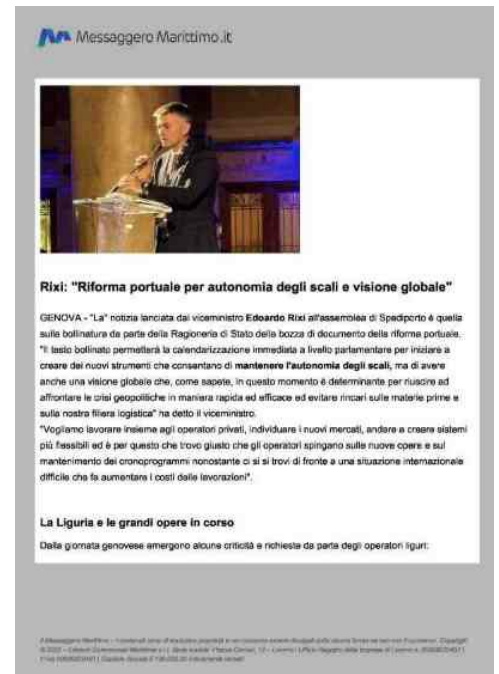 Messaggero Marittimo.it
Rixi: "Riforma portuale per autonomia degli scali e visione globale"
GENOVA - "La" notizia lanciata dal viceministro Edoardo Rixi all'assemblea di Spediporto è quella
sulla bollinatura da parte della Ragioneria di Stato della bozza di documento della riforma portuale.
"Il testo bollinato permetterà la calendarizzazione immediata a livello parlamentare per iniziare a
creare dei nuovi strumenti che consentano di mantenere l'autonomia degli scali, ma di avere
anche una visione globale che, come sapete, in questo momento è determinante per riuscire ad
affrontare le crisi geopolitiche in maniera rapida ed efficace ed evitare rincari sulle materie prime e
sulla nostra filiera logistica" ha detto il viceministro.
"Vogliamo lavorare insieme agli operatori privati, individuare i nuovi mercati, andare a creare sistemi
più flessibili ed è per questo che trovo giusto che gli operatori spingano sulle nuove opere e sul
mantenimento dei cronoprogrammi nonostante ci si si trovi di fronte a una situazione internazionale
difficile che fa aumentare i costi delle lavorazioni".
La Liguria e le grandi opere in corso
Dalla giornata genovese emergono alcune criticità e richieste da parte degli operatori liguri: